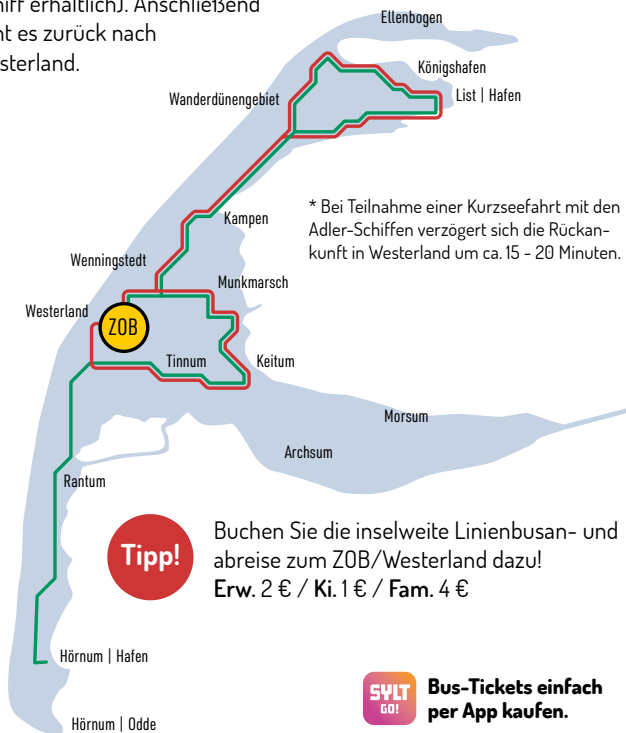 erhältlich). Anschließend
es zurück nach
Ellenbogen
Königshafen
List | Hafen
Wanderdünengebiet
* Bei Teilnahme einer Kurzseefahrt mit den
Adler-Schiffen verzögert sich die Rückan-
kunft in Westerland um ca. 15 - 20 Minuten.
Kampen
Wenningstedt
Munkmarsch
Westerland
ZOB
Tinnum
Keitum
Morsum
Archsum
Rantum
Tipp!
Buchen Sie die inselweite Linienbusan- und
abreise zum ZOB/Westerland dazu!
Erw. 2 € / Ki. 1 € / Fam. 4 €
Hörnum | Hafen
SYLT
GO!
Bus-Tickets einfach
per App kaufen.
Hörnum | Odde